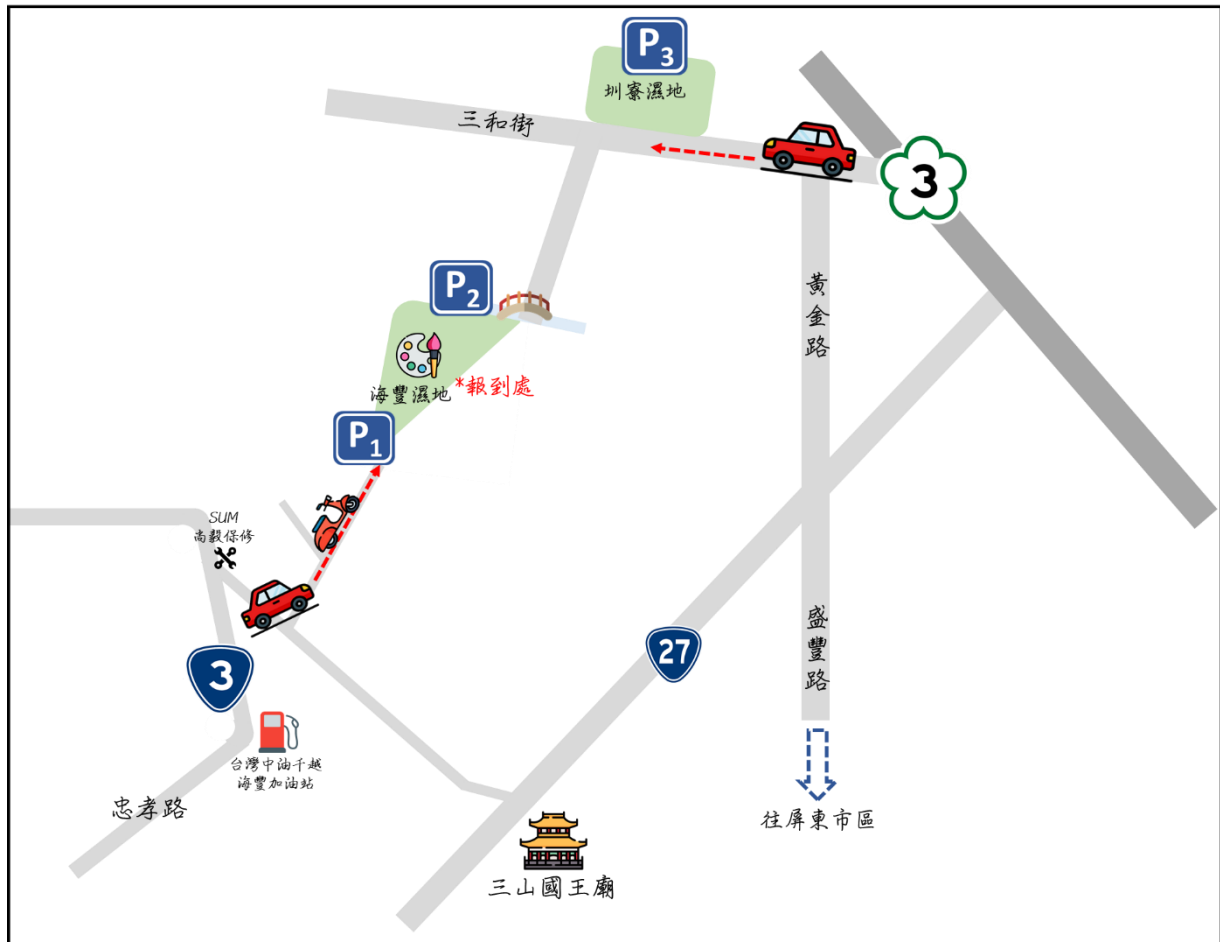 P3
圳寮濕地
三和街
3
P2
黃金路
海豐濕地
*報到處
P1
SUM
尚毅保修
盛豐路
27
3
台灣中油千越
海豐加油站
忠孝路
往屏東市區
三山國王廟